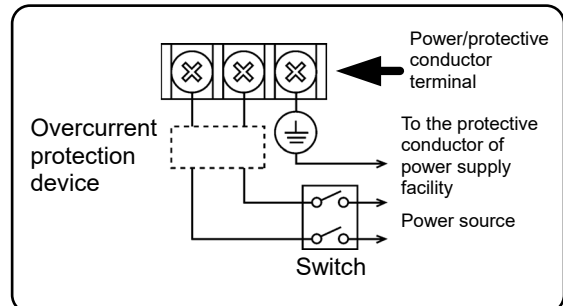 Power/protective
conductor
terminal
Overcurrent
protection
device
To the protective
conductor of
power supply
facility
Power source
Switch